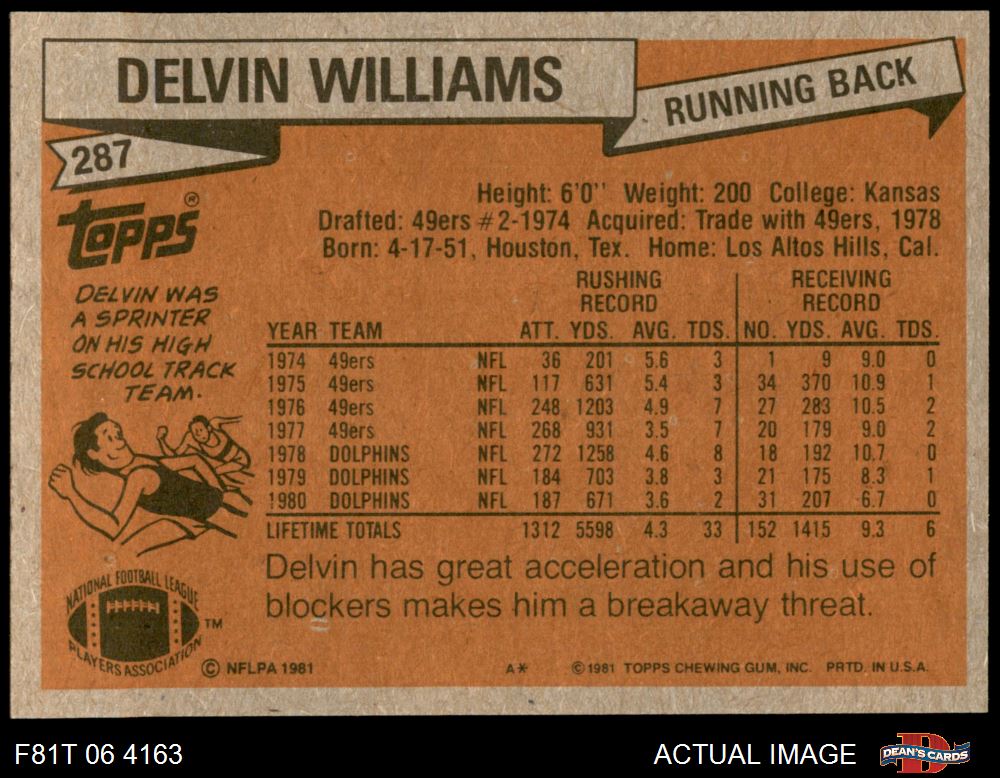 DELVIN WILLIAMS
RUNNING BACK
287
TOPPS®
Height: 6'0'' Weight: 200 College: Kansas
Drafted: 49ers #2-1974 Acquired: Trade with 49ers, 1978
Born: 4-17-51, Houston, Tex. Home: Los Altos Hills, Cal.
DELVIN WAS
A SPRINTER
ON HIS HIGH
SCHOOL TRACK
TEAM.
RUSHING RECEIVING
RECORD RECORD
YEAR TEAM ATT. YDS. AVG. TDS. NO. YDS. AVG. TDS.
1974 49ers NFL 36 201 5.6 3 1 9 9.0 0
1975 49ers NFL 117 631 5.4 3 34 370 10.9 1
1976 49ers NFL 248 1203 4.9 7 27 283 10.5 2
1977 49ers NFL 268 931 3.5 7 20 179 9.0 2
1978 DOLPHINS NFL 272 1258 4.6 8 18 192 10.7 0
1979 DOLPHINS NFL 184 703 3.8 3 21 175 8.3 1
1980 DOLPHINS NFL 187 671 3.6 2 31 207 6.7 0
LIFETIME TOTALS 1312 5598 4.3 33 152 1415 9.3 6
Delvin has great acceleration and his use of
blockers makes him a breakaway threat.
NATIONAL FOOTBALL LEAGUE
PLAYERS ASSOCIATION TM
© NFLPA 1981 A* © 1981 TOPPS CHEWING GUM, INC. PRTD. IN U.S.A.
F81T 06 4163 ACTUAL IMAGE DEAN'S CARDS